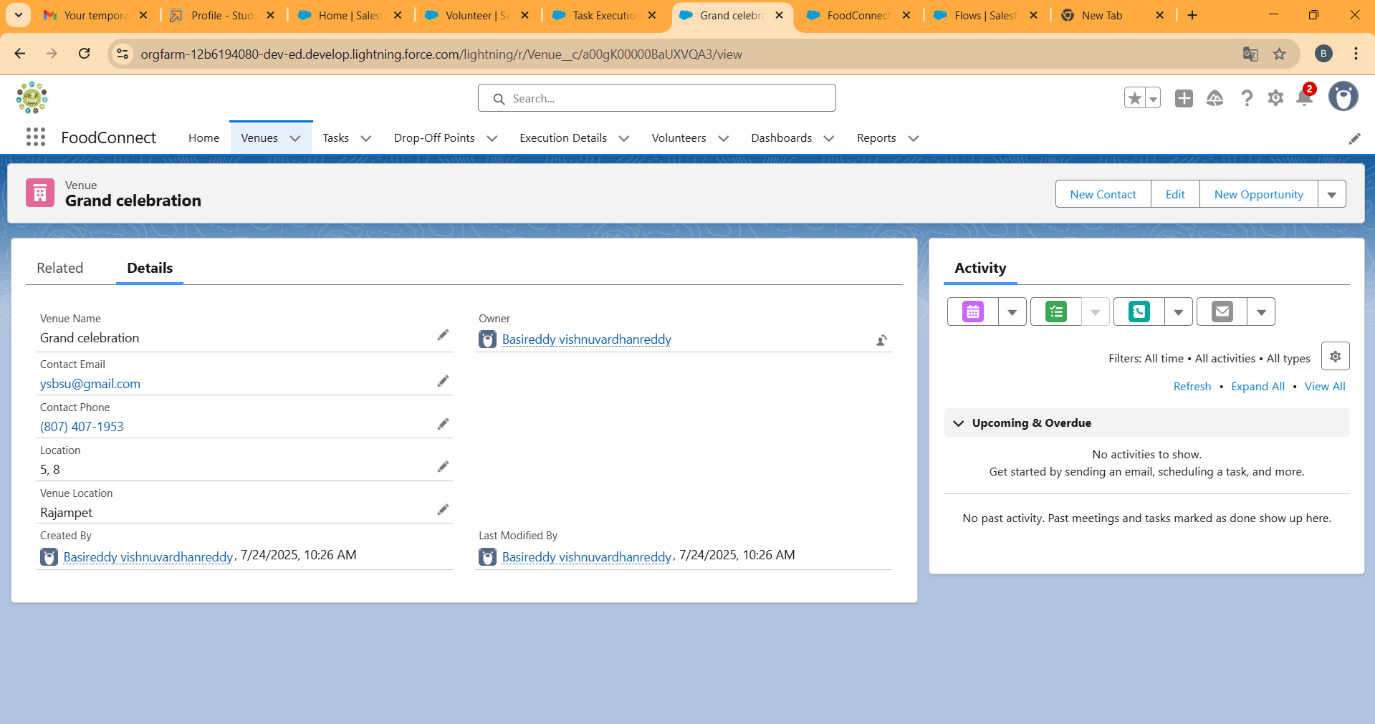 Your tempora
Profile - Stude
Home | Salesf
Volunteer | Sa
Task Executio
Grand celebra
FoodConnect
Flows | Salesf
New Tab
orgfarm-12b6194080-dev-ed.develop.lightning.force.com/lightning/r/Venue__c/a00gK00000BaUXVQA3/view
B
Search...
2
FoodConnect
Home
Venues
Tasks
Drop-Off Points
Execution Details
Volunteers
Dashboards
Reports
Venue
Grand celebration
New Contact
Edit
New Opportunity
Related
Details
Venue Name
Grand celebration
Owner
Basireddy vishnuvardhanreddy
Contact Email
ysbsu@gmail.com
Contact Phone
(807) 407-1953
Location
5, 8
Venue Location
Rajampet
Created By
Basireddy vishnuvardhanreddy, 7/24/2025, 10:26 AM
Last Modified By
Basireddy vishnuvardhanreddy, 7/24/2025, 10:26 AM
Activity
Filters: All time • All activities • All types
Refresh • Expand All • View All
Upcoming & Overdue
No activities to show.
Get started by sending an email, scheduling a task, and more.
No past activity. Past meetings and tasks marked as done show up here.